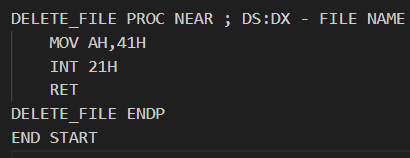 DELETE_FILE PROC NEAR ; DS:DX - FILE NAME
    MOV AH,41H
    INT 21H
    RET
DELETE_FILE ENDP
END START